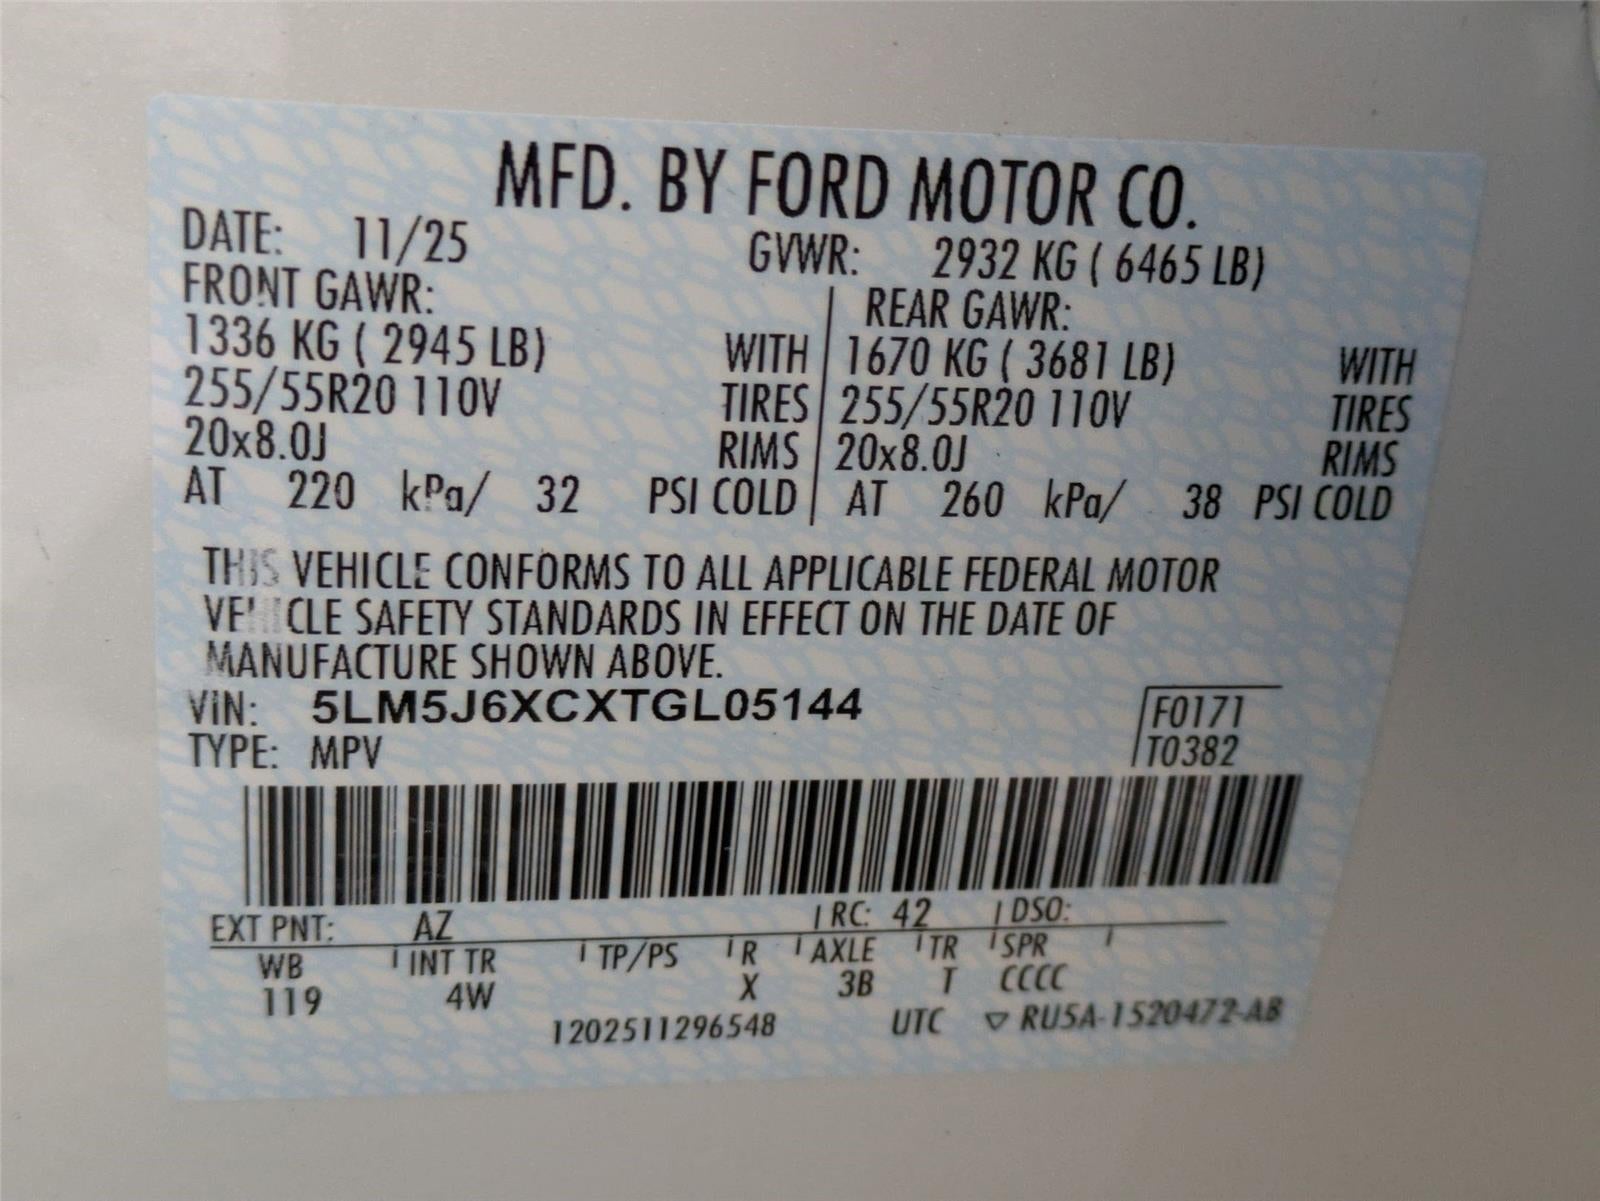 MFD. BY FORD MOTOR CO.
DATE: 11/25 GVWR: 2932 KG ( 6465 LB)
FRONT GAWR: REAR GAWR:
1336 KG ( 2945 LB) WITH 1670 KG ( 3681 LB) WITH
255/55R20 110V TIRES 255/55R20 110V TIRES
20x8.0J RIMS 20x8.0J RIMS
AT 220 kPa/ 32 PSI COLD AT 260 kPa/ 38 PSI COLD
THIS VEHICLE CONFORMS TO ALL APPLICABLE FEDERAL MOTOR
VEHICLE SAFETY STANDARDS IN EFFECT ON THE DATE OF
MANUFACTURE SHOWN ABOVE.
VIN: 5LM5J6XCXTGL05144 F0171
TYPE: MPV T0382
EXT PNT: AZ RC: 42 DSO:
WB INT TR TP/PS R AXLE TR SPR
119 4W X 3B T CCCC
1202511296548 UTC ▽ RU5A-1520472-AB